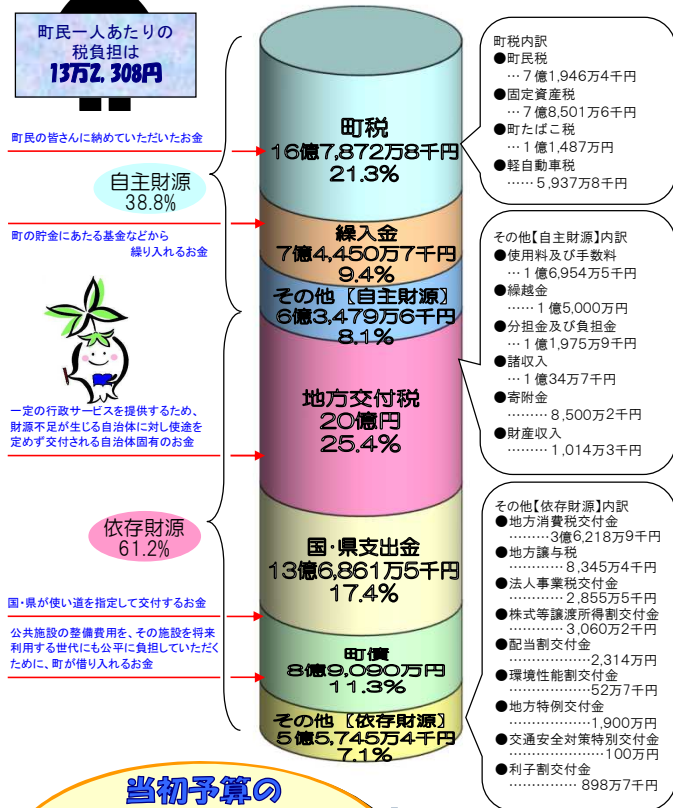 町民一人あたりの
税負担は
13万2,308円
町民の皆さんに納めていただいたお金
自主財源
38.8%
町の貯金にあたる基金などから
繰り入れるお金
一定の行政サービスを提供するため、
財源不足が生じる自治体に対し使途を
定めず交付される自治体固有のお金
依存財源
61.2%
国・県が使い道を指定して交付するお金
公共施設の整備費用を、その施設を将来
利用する世代にも公平に負担していただく
ために、町が借り入れるお金
町税
16億7,872万8千円
21.3%
繰入金
7億4,450万7千円
9.4%
その他【自主財源】
6億3,479万6千円
8.1%
地方交付税
20億円
25.4%
国・県支出金
13億6,861万5千円
17.4%
町債
8億9,090万円
11.3%
その他【依存財源】
5億5,745万4千円
7.1%
町税内訳
●町民税
…7億1,946万4千円
●固定資産税
…7億8,501万6千円
●町たばこ税
…1億1,487万円
●軽自動車税
……5,937万8千円
その他【自主財源】内訳
●使用料及び手数料
…1億6,954万5千円
●繰越金
……1億5,000万円
●分担金及び負担金
…1億1,975万9千円
●諸収入
…1億34万7千円
●寄附金
………8,500万2千円
●財産収入
………1,014万3千円
その他【依存財源】内訳
●地方消費税交付金
………3億6,218万9千円
●地方譲与税
…………8,345万4千円
●法人事業税交付金
…………2,855万5千円
●株式等譲渡所得割交付金
…………3,060万2千円
●配当割交付金
………………2,314万円
●環境性能割交付金
………………52万7千円
●地方特例交付金
………………1,900万円
●交通安全対策特別交付金
…………………100万円
●利子割交付金
……………898万7千円
当初予算の